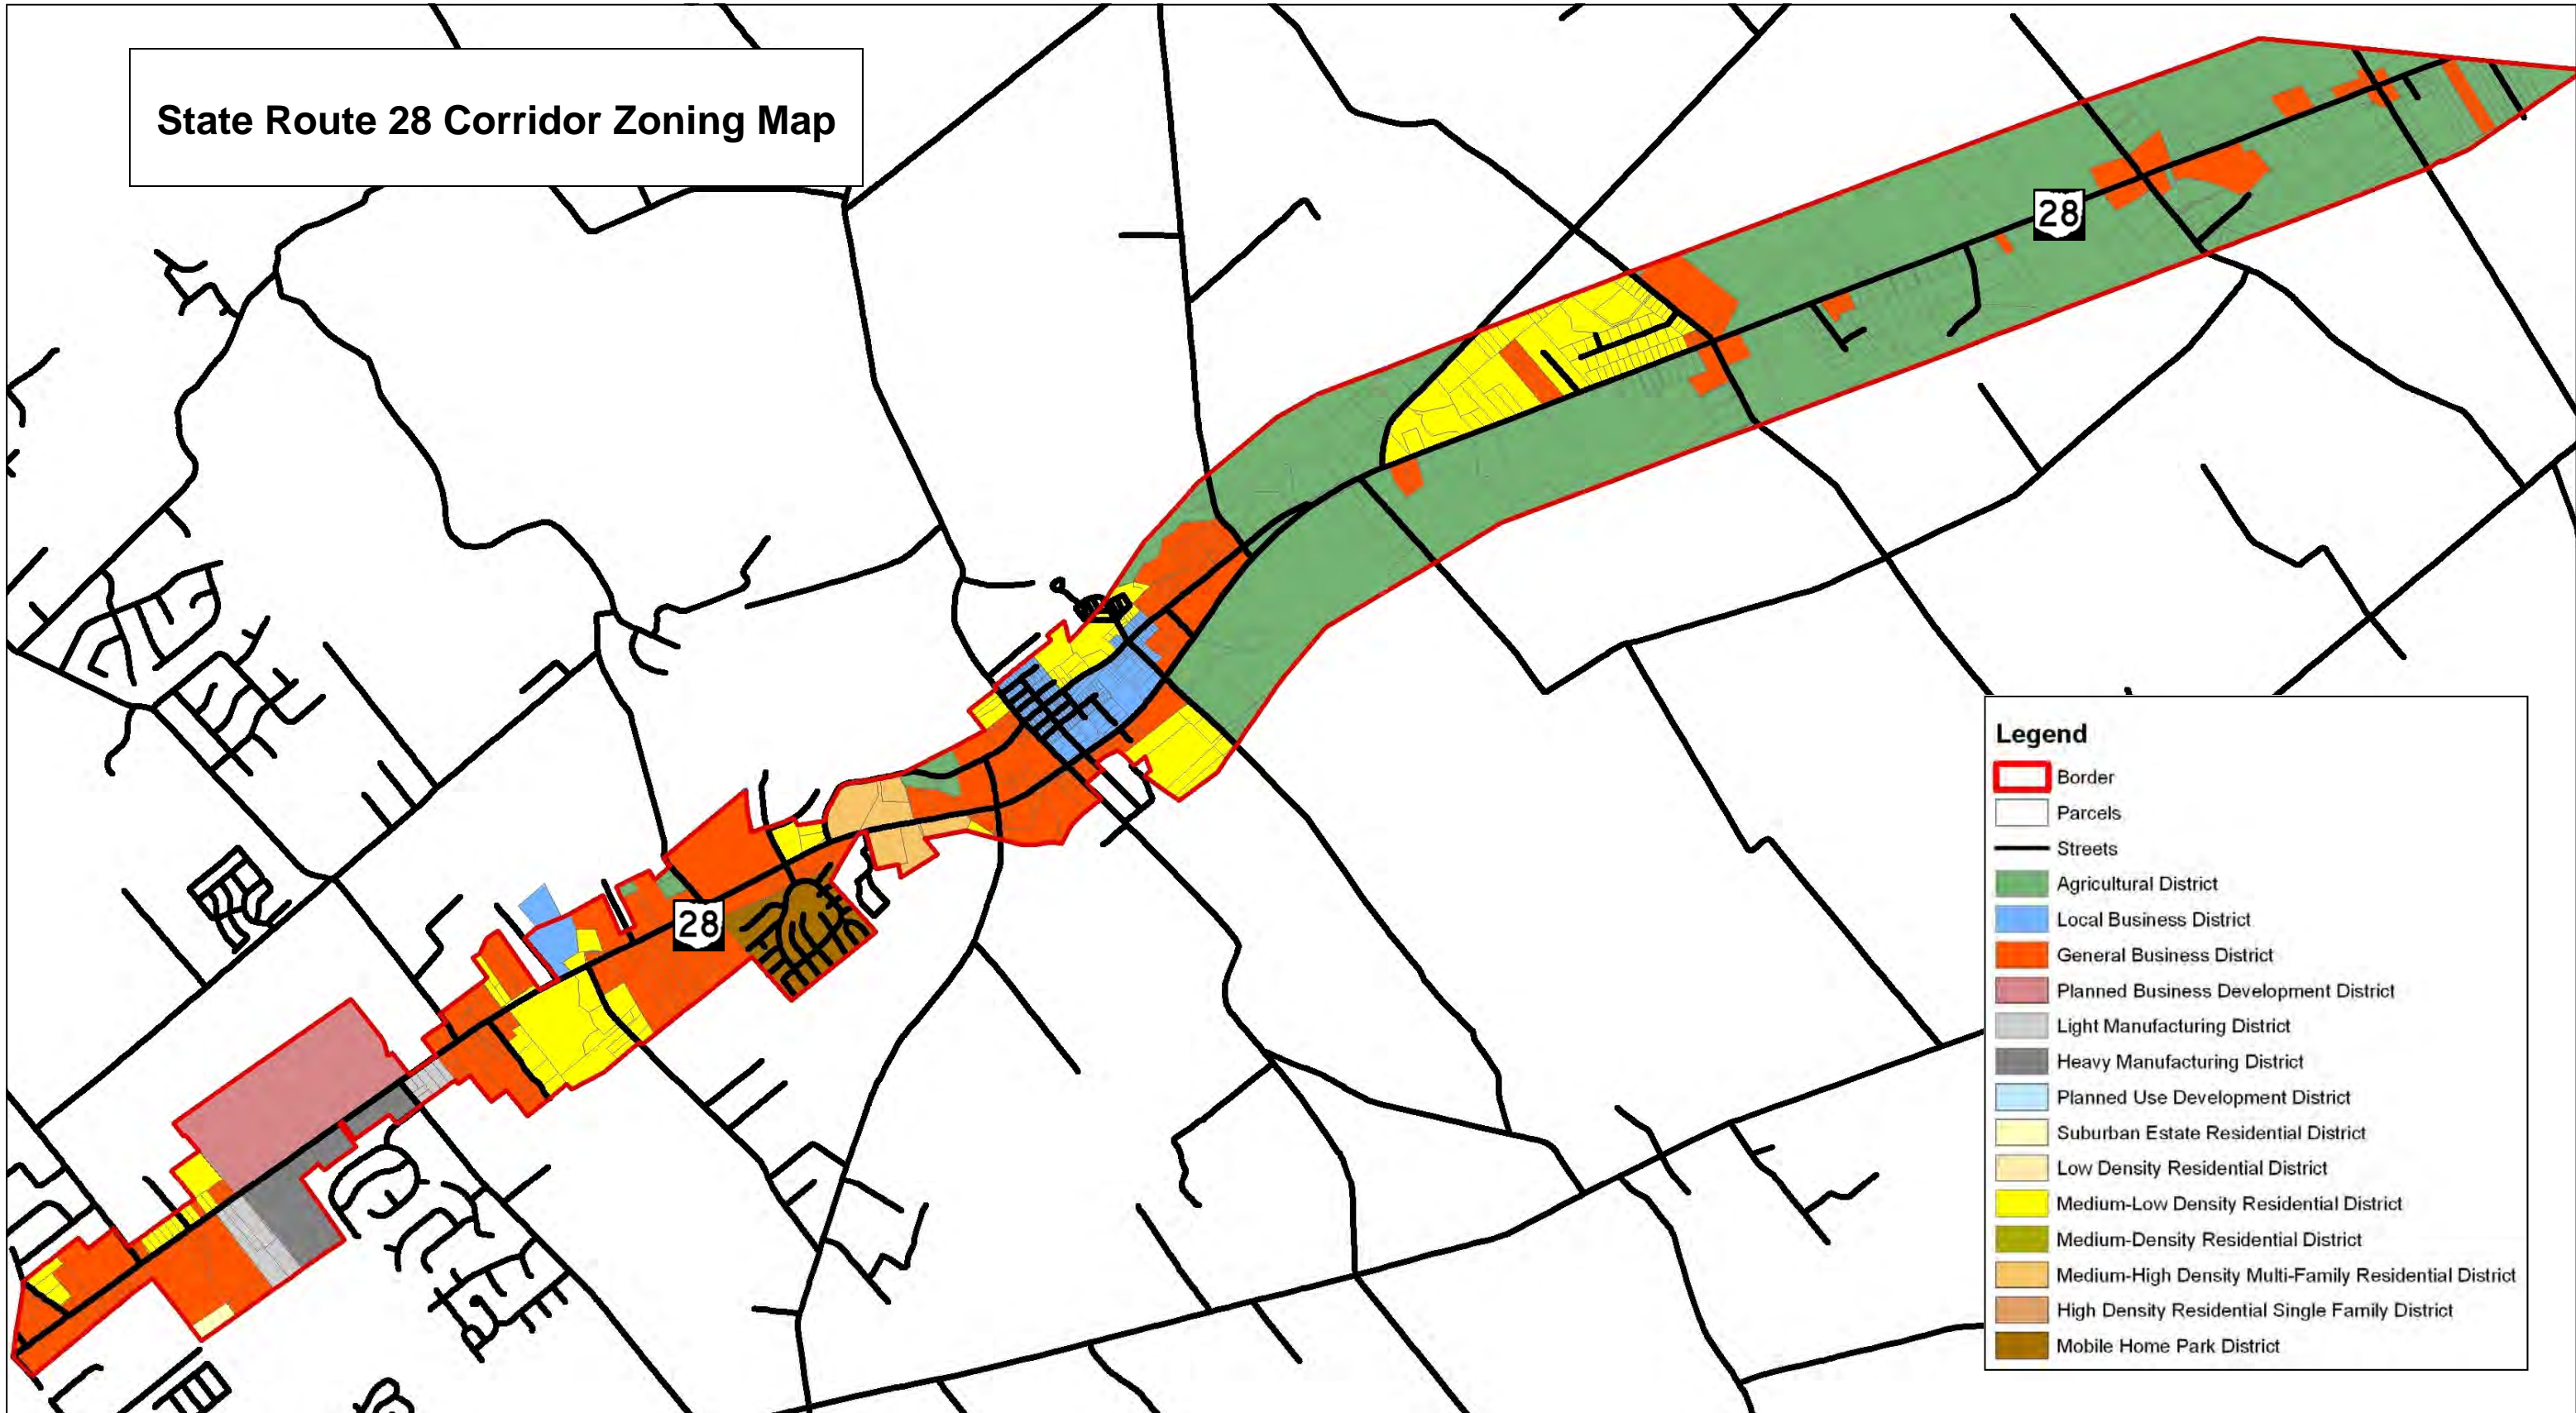 State Route 28 Corridor Zoning Map
28
28
Legend
Border
Parcels
Streets
Agricultural District
Local Business District
General Business District
Planned Business Development District
Light Manufacturing District
Heavy Manufacturing District
Planned Use Development District
Suburban Estate Residential District
Low Density Residential District
Medium-Low Density Residential District
Medium-Density Residential District
Medium-High Density Multi-Family Residential District
High Density Residential Single Family District
Mobile Home Park District